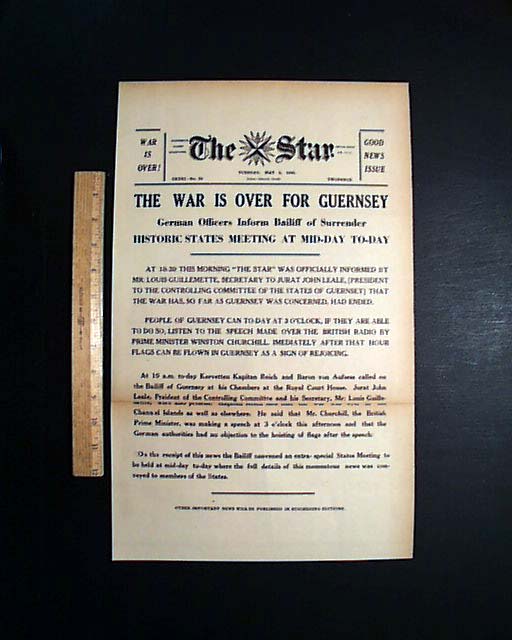 WAR IS OVER!
The Star
GOOD NEWS ISSUE
TUESDAY, MAY 8, 1945.
TWOPENCE
THE WAR IS OVER FOR GUERNSEY
German Officers Inform Bailiff of Surrender
HISTORIC STATES MEETING AT MID-DAY TO-DAY
AT 10.20 THIS MORNING "THE STAR" WAS OFFICIALLY INFORMED BY
MR. LOUIS GUILLEMETTE, SECRETARY TO JURAT JOHN LEALE, [PRESIDENT
TO THE CONTROLLING COMMITTEE OF THE STATES OF GUERNSEY] THAT
THE WAR HAS, SO FAR AS GUERNSEY WAS CONCERNED, HAD ENDED.
PEOPLE OF GUERNSEY CAN TO-DAY AT 3 O'CLOCK, IF THEY ARE ABLE
TO DO SO, LISTEN TO THE SPEECH MADE OVER THE BRITISH RADIO BY
PRIME MINISTER WINSTON CHURCHILL. IMEDIATELY AFTER THAT HOUR
FLAGS CAN BE FLOWN IN GUERNSEY AS A SIGN OF REJOICING.
At 10 a.m. to-day Korvetten Kapitan Reich and Baron von Aufsess called on
the Bailiff of Guernsey at his Chambers at the Royal Court House. Jurat John
Leale, President of the Controlling Committee and his Secretary, Mr. Louis Guille-
Channel Islands as well as elsewhere. He said that Mr. Churchill, the British
Prime Minister, was making a speech at 3 o'clock this afternoon and that the
German authorities had no objection to the hoisting of flags after the speech.
On the receipt of this news the Bailiff convened an extra-special States Meeting to
be held at mid-day to-day where the full details of this momentous news was con-
veyed to members of the States.
OTHER IMPORTANT NEWS WILL BE PUBLISHED IN SUCCEEDING EDITIONS.